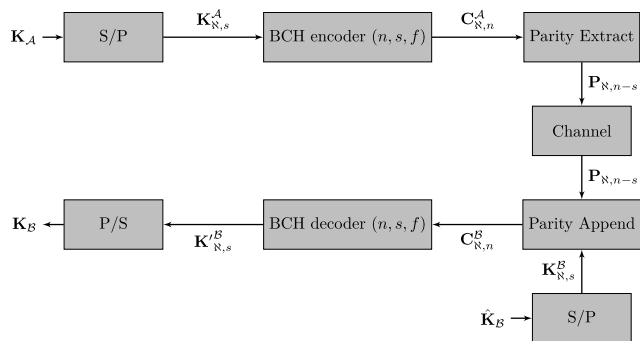 K_𝒜
S/P
K^𝒜_{ℵ,s}
BCH encoder (n, s, f)
C^𝒜_{ℵ,n}
Parity Extract
P_{ℵ,n−s}
Channel
P_{ℵ,n−s}
K_ℬ
P/S
K′^ℬ_{ℵ,s}
BCH decoder (n, s, f)
C^ℬ_{ℵ,n}
Parity Append
K^ℬ_{ℵ,s}
K̂_ℬ
S/P